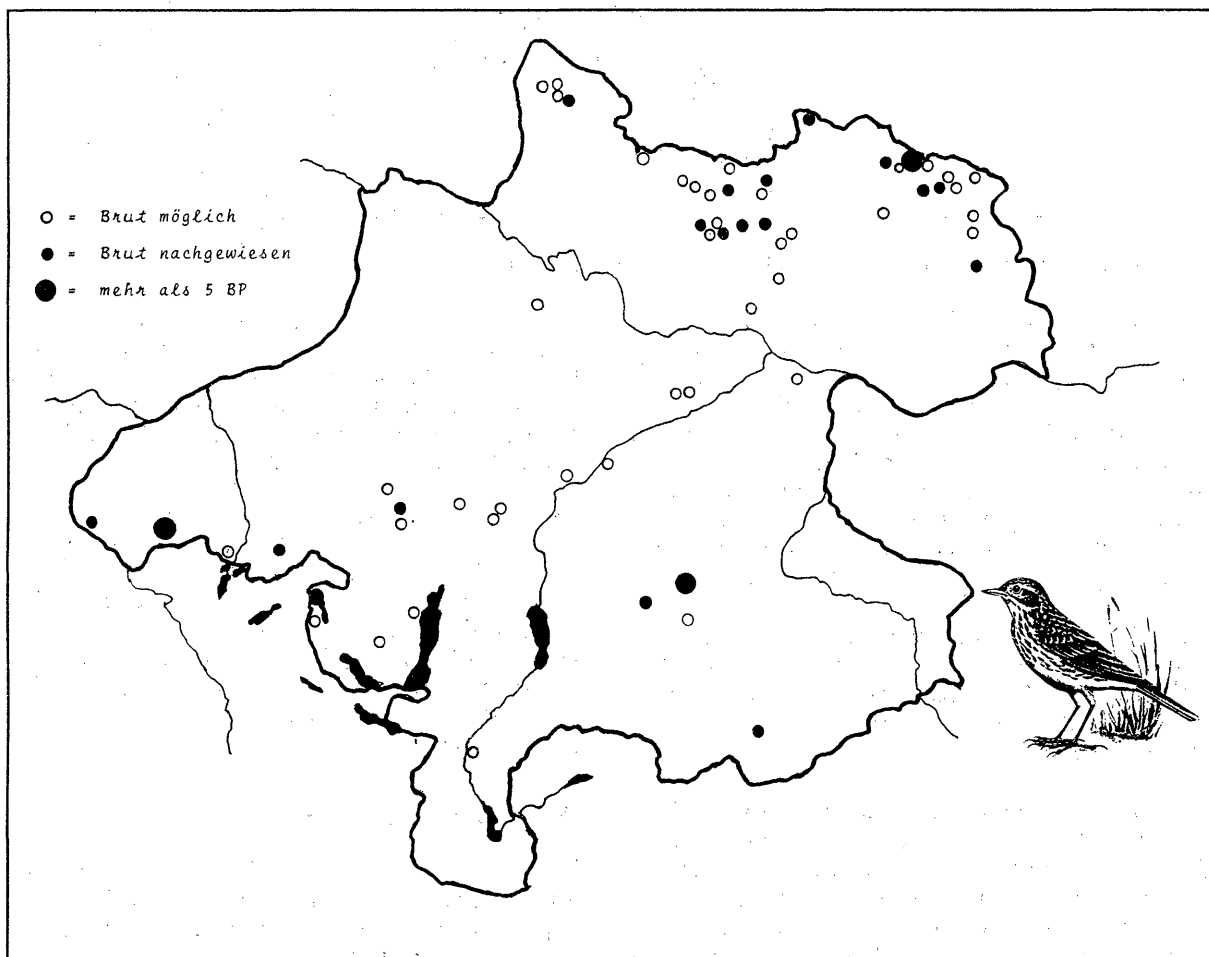 ○ = Brut möglich
● = Brut nachgewiesen
● = mehr als 5 BP